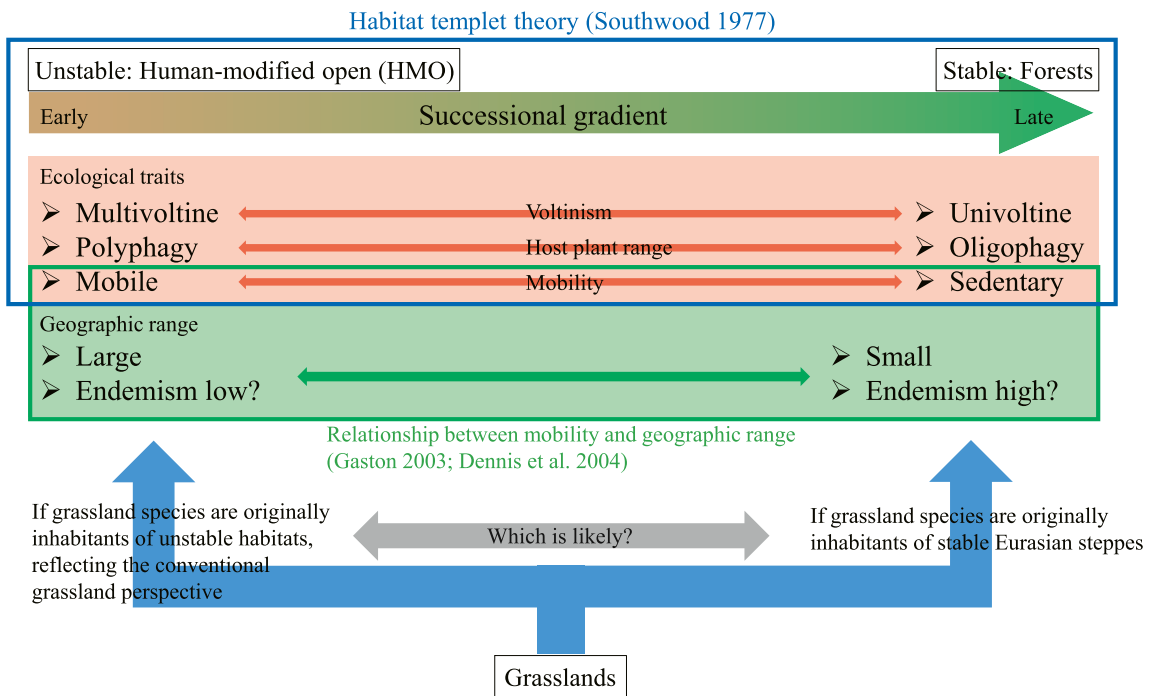 Habitat templet theory (Southwood 1977)
Unstable: Human-modified open (HMO)
Stable: Forests
Early
Successional gradient
Late
Ecological traits
➢ Multivoltine
Voltinism
➢ Univoltine
➢ Polyphagy
Host plant range
➢ Oligophagy
➢ Mobile
Mobility
➢ Sedentary
Geographic range
➢ Large
➢ Small
➢ Endemism low?
➢ Endemism high?
Relationship between mobility and geographic range
(Gaston 2003; Dennis et al. 2004)
If grassland species are originally
inhabitants of unstable habitats,
reflecting the conventional
grassland perspective
Which is likely?
If grassland species are originally
inhabitants of stable Eurasian steppes
Grasslands